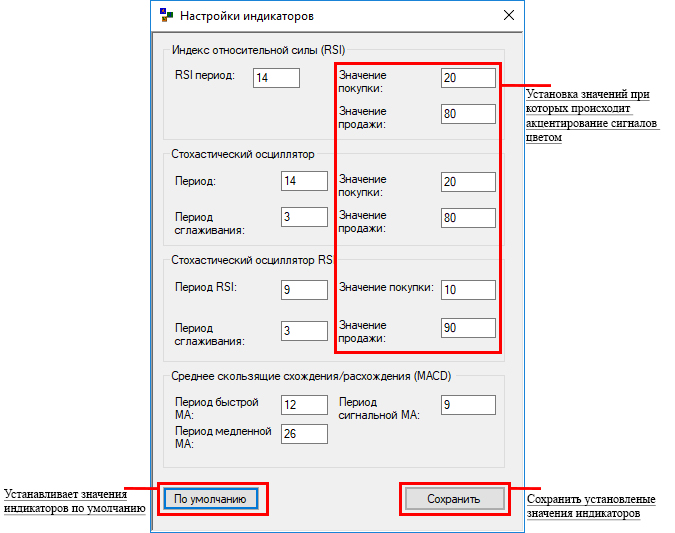 Настройки индикаторов
Индекс относительной силы (RSI)
RSI период:
14
Значение
покупки:
20
Значение
продажи:
80
Установка значений при
которых происходит
акцентирование сигналов
цветом
Стохастический осциллятор
Период:
14
Значение
покупки:
20
Период
сглаживания:
3
Значение
продажи:
80
Стохастический осциллятор RSI
Период RSI:
9
Значение покупки:
10
Период
сглаживания:
3
Значение
продажи:
90
Среднее скользящие схождения/расхождения (MACD)
Период быстрой
МА:
12
Период
сигнальной МА:
9
Период медленной
МА:
26
По умолчанию
Сохранить
Устанавливает значения
индикаторов по умолчанию
Сохранить установленые
значения индикаторов